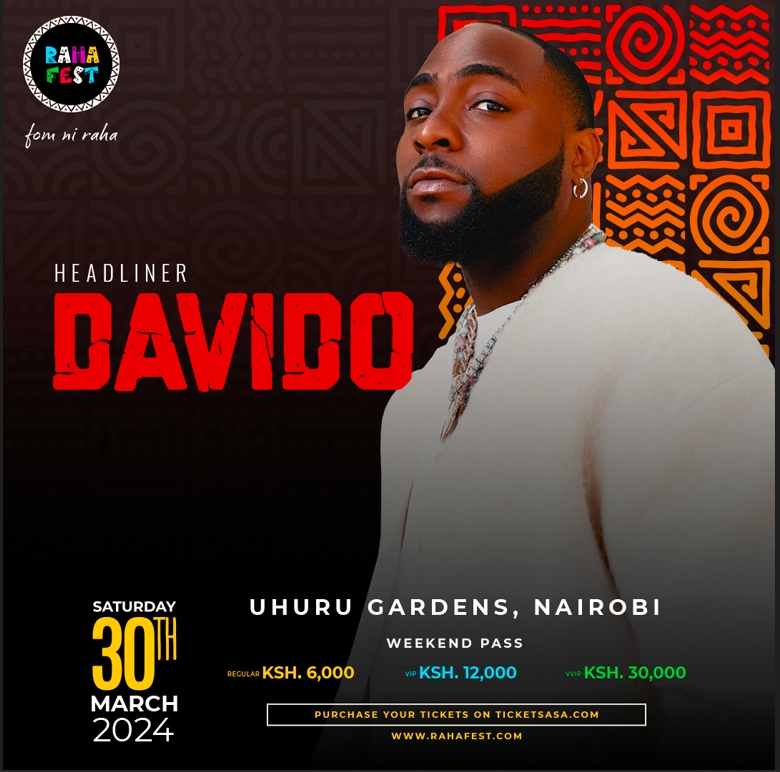 RAHA
FEST
fom ni raha
HEADLINER
DAVIDO
SATURDAY
30TH
MARCH
2024
UHURU GARDENS, NAIROBI
WEEKEND PASS
REGULAR KSH. 6,000 VIP KSH. 12,000 VVIP KSH. 30,000
PURCHASE YOUR TICKETS ON TICKETSASA.COM
WWW.RAHAFEST.COM